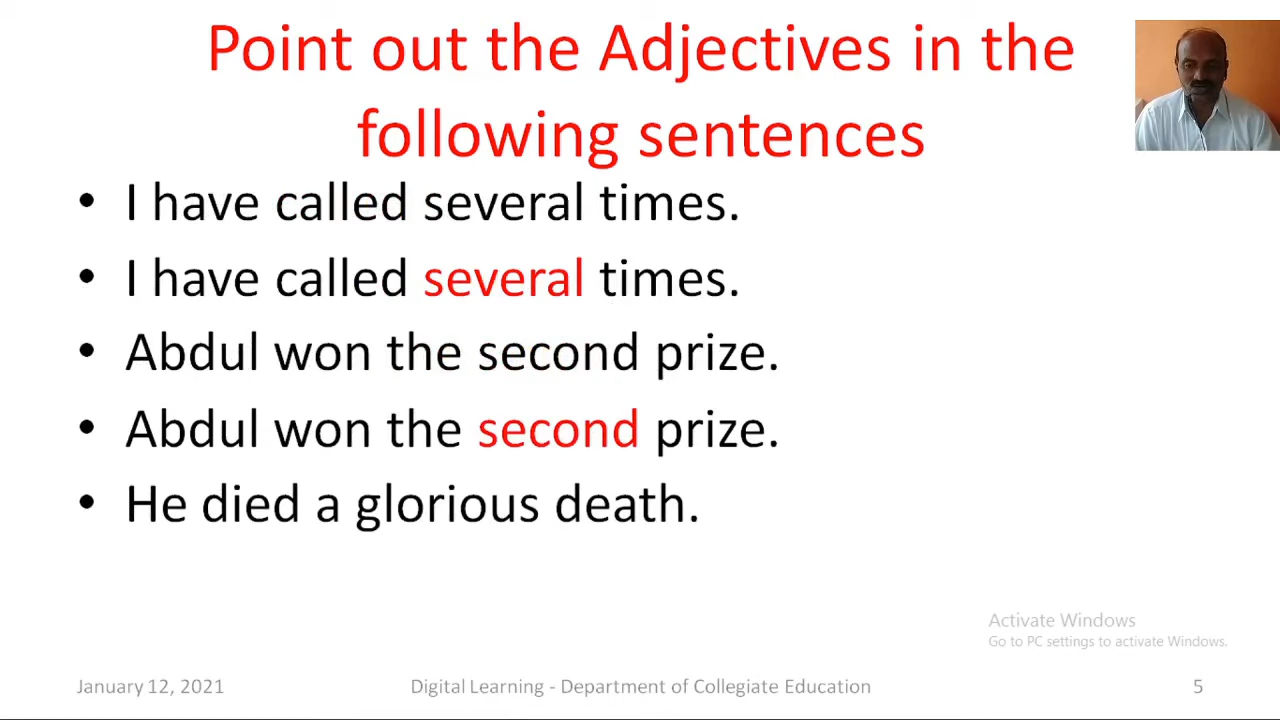 Point out the Adjectives in the
following sentences
• I have called several times.
• I have called several times.
• Abdul won the second prize.
• Abdul won the second prize.
• He died a glorious death.
Activate Windows
Go to PC settings to activate Windows.
January 12, 2021
Digital Learning - Department of Collegiate Education
5